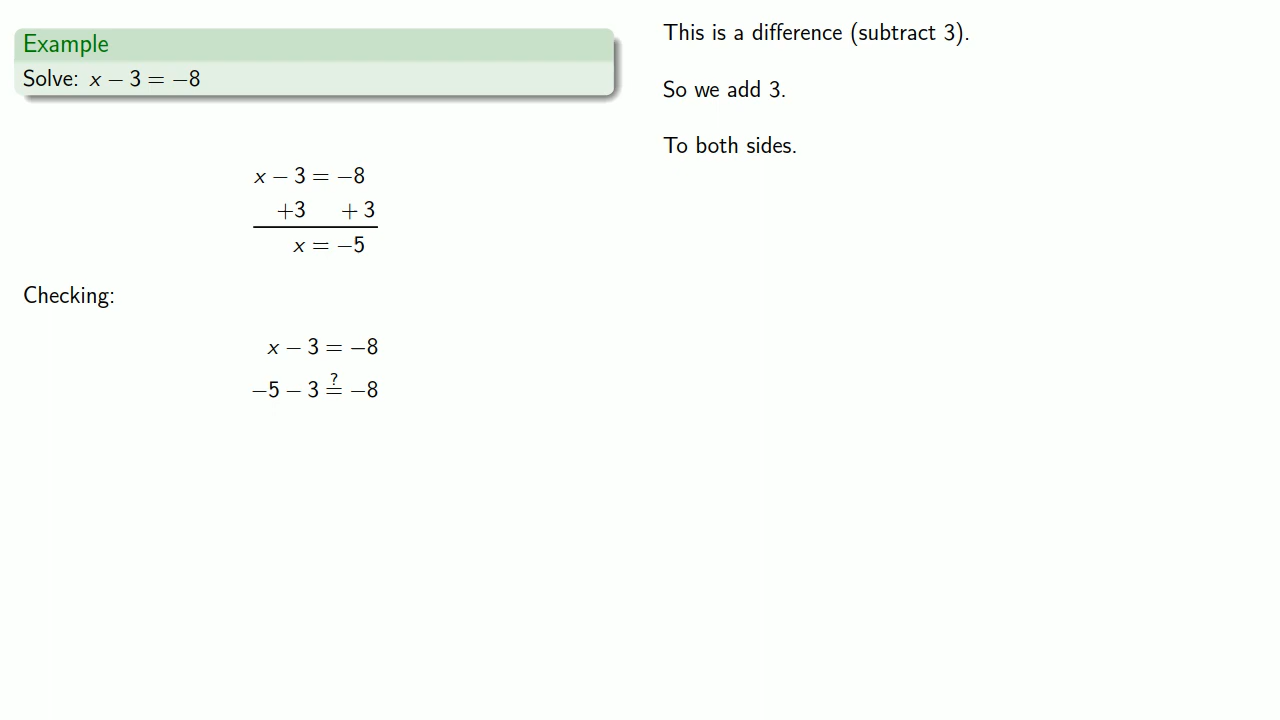 Example
Solve: x − 3 = −8
x − 3 = −8
+3 + 3
x = −5
Checking:
x − 3 = −8
−5 − 3 ≟ −8
This is a difference (subtract 3).
So we add 3.
To both sides.